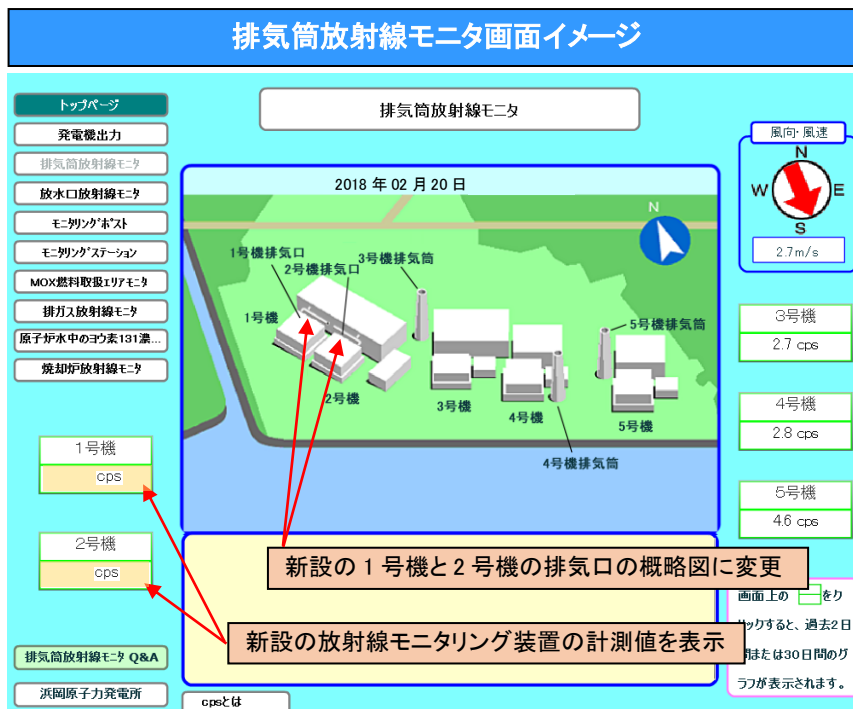 排気筒放射線モニタ画面イメージ
トップページ
発電機出力
排気筒放射線モニタ
放水口放射線モニタ
モニタリングポスト
モニタリングステーション
MOX燃料取扱エリアモニタ
排ガス放射線モニタ
原子炉水中のヨウ素131濃...
焼却炉放射線モニタ
1号機
cps
2号機
cps
排気筒放射線モニタ Q&A
浜岡原子力発電所
排気筒放射線モニタ
2018 年 02 月 20 日
N
1号機排気口
2号機排気口
3号機排気筒
1号機
2号機
3号機
4号機
5号機
5号機排気筒
4号機排気筒
新設の 1 号機と 2 号機の排気口の概略図に変更
新設の放射線モニタリング装置の計測値を表示
cpsとは
風向・風速
N
W
E
S
2.7m/s
3号機
2.7 cps
4号機
2.8 cps
5号機
4.6 cps
画面上の をク
リックすると、過去2日
間または30日間のグ
ラフが表示されます。